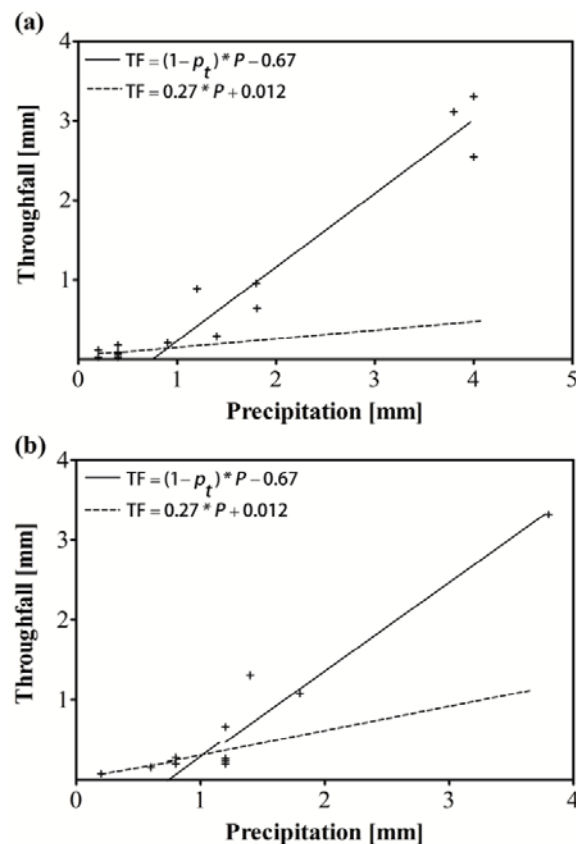 (a)
4
TF = (1– pt) * P – 0.67
TF = 0.27 * P + 0.012
3
Throughfall [mm]
2
1
0 1 2 3 4 5
Precipitation [mm]
(b)
4
TF = (1– pt) * P – 0.67
TF = 0.27 * P + 0.012
3
Throughfall [mm]
2
1
0 1 2 3 4
Precipitation [mm]